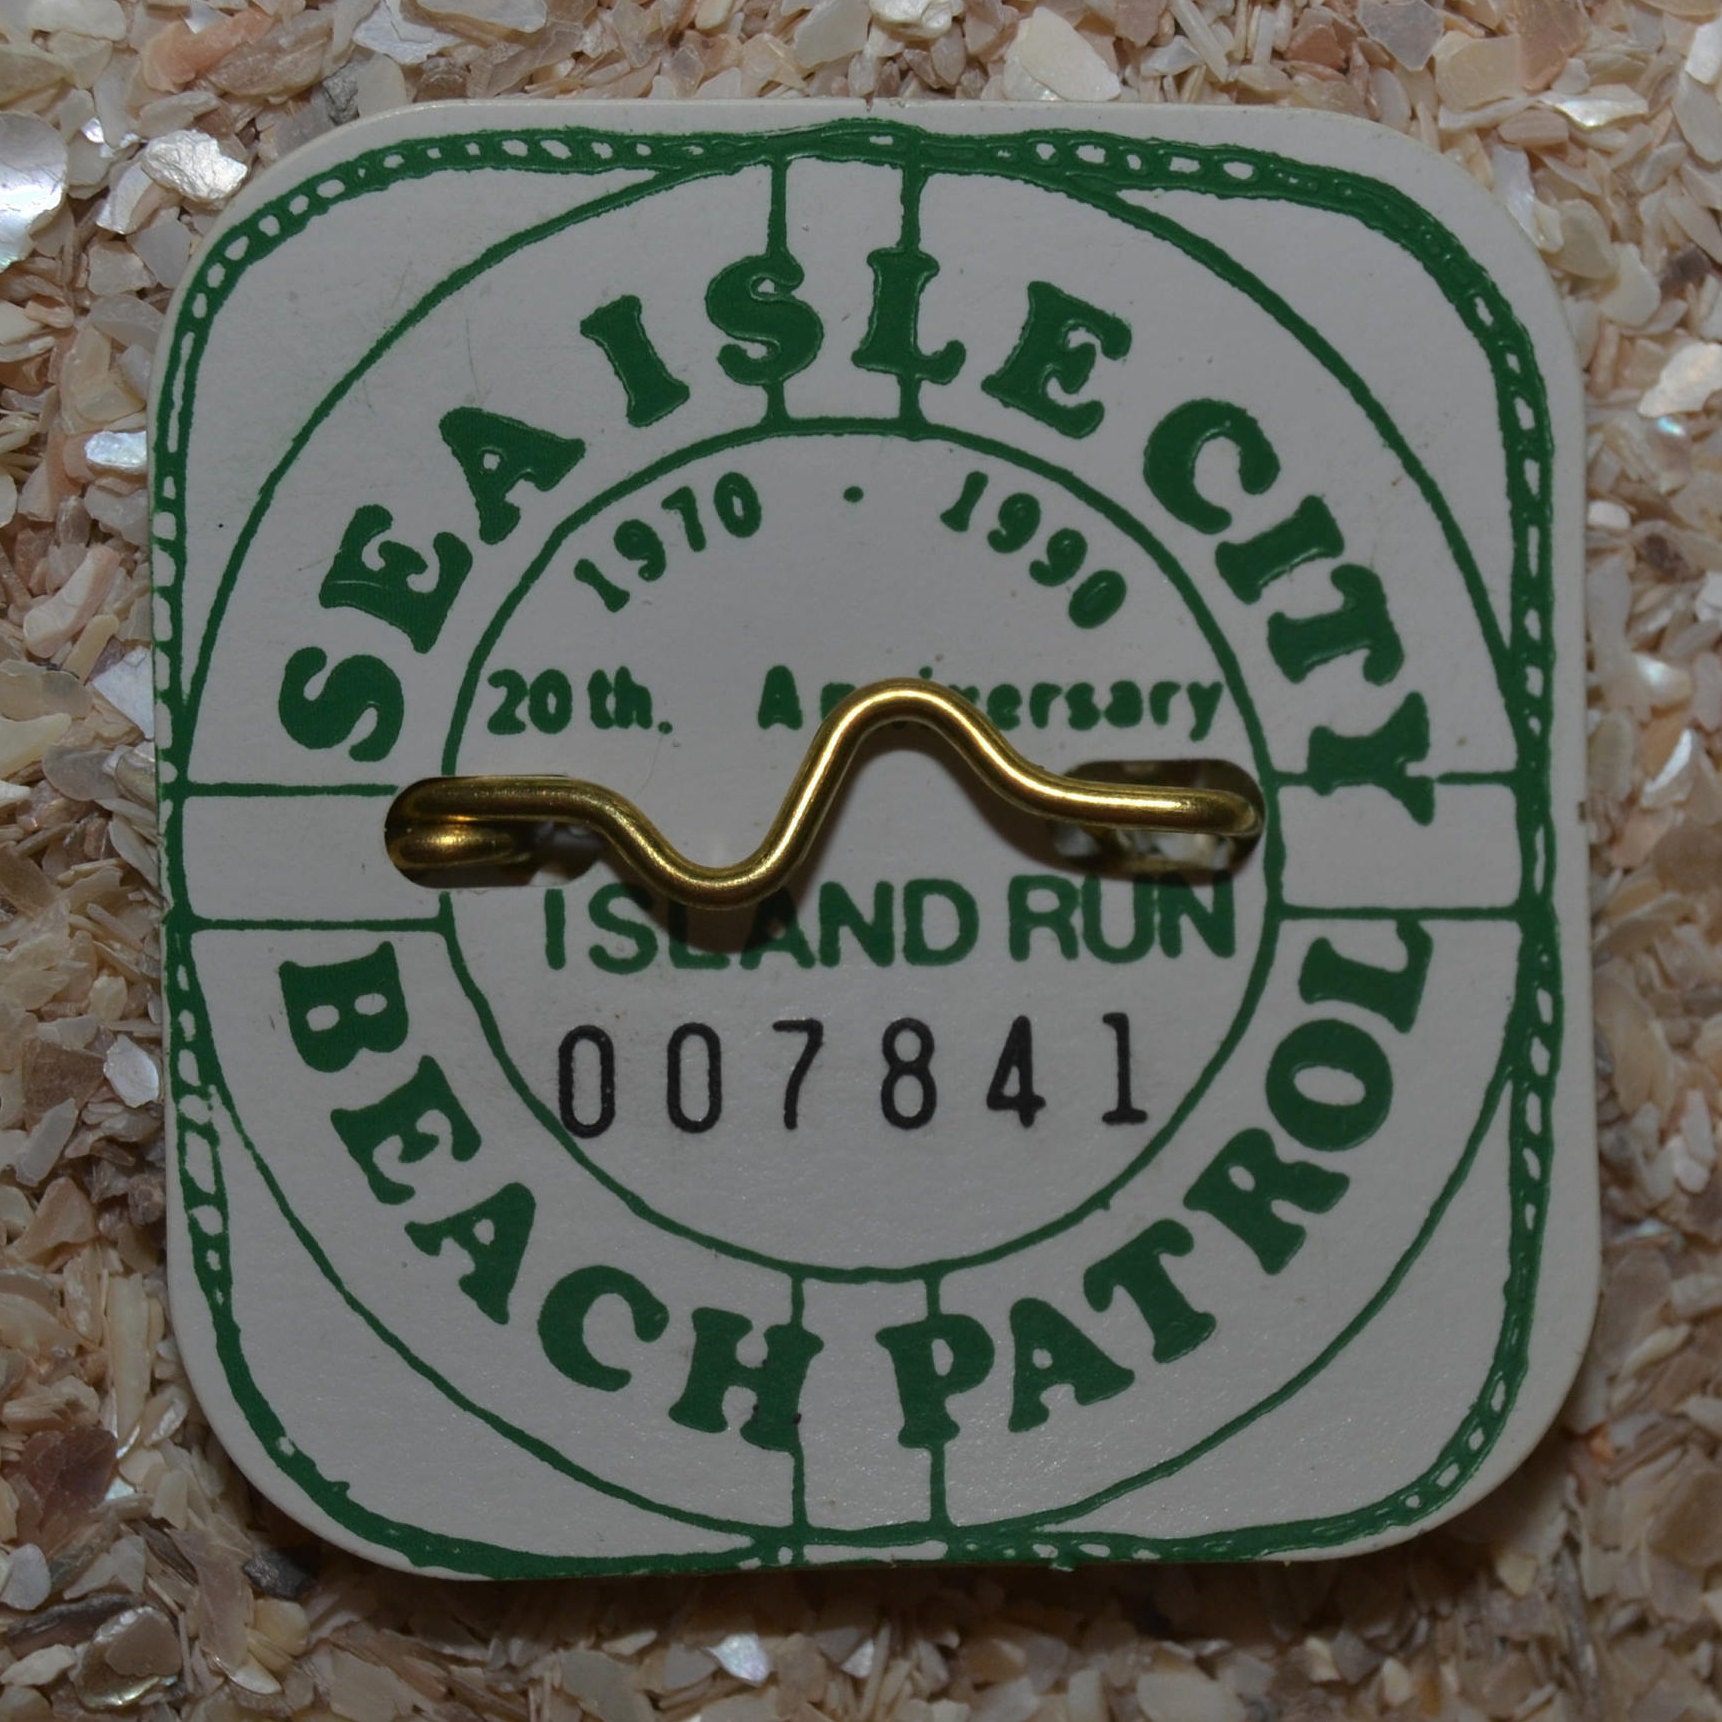 SEA ISLE CITY
1970 · 1990
20th. Anniversary
ISLAND RUN
007841
BEACH PATROL